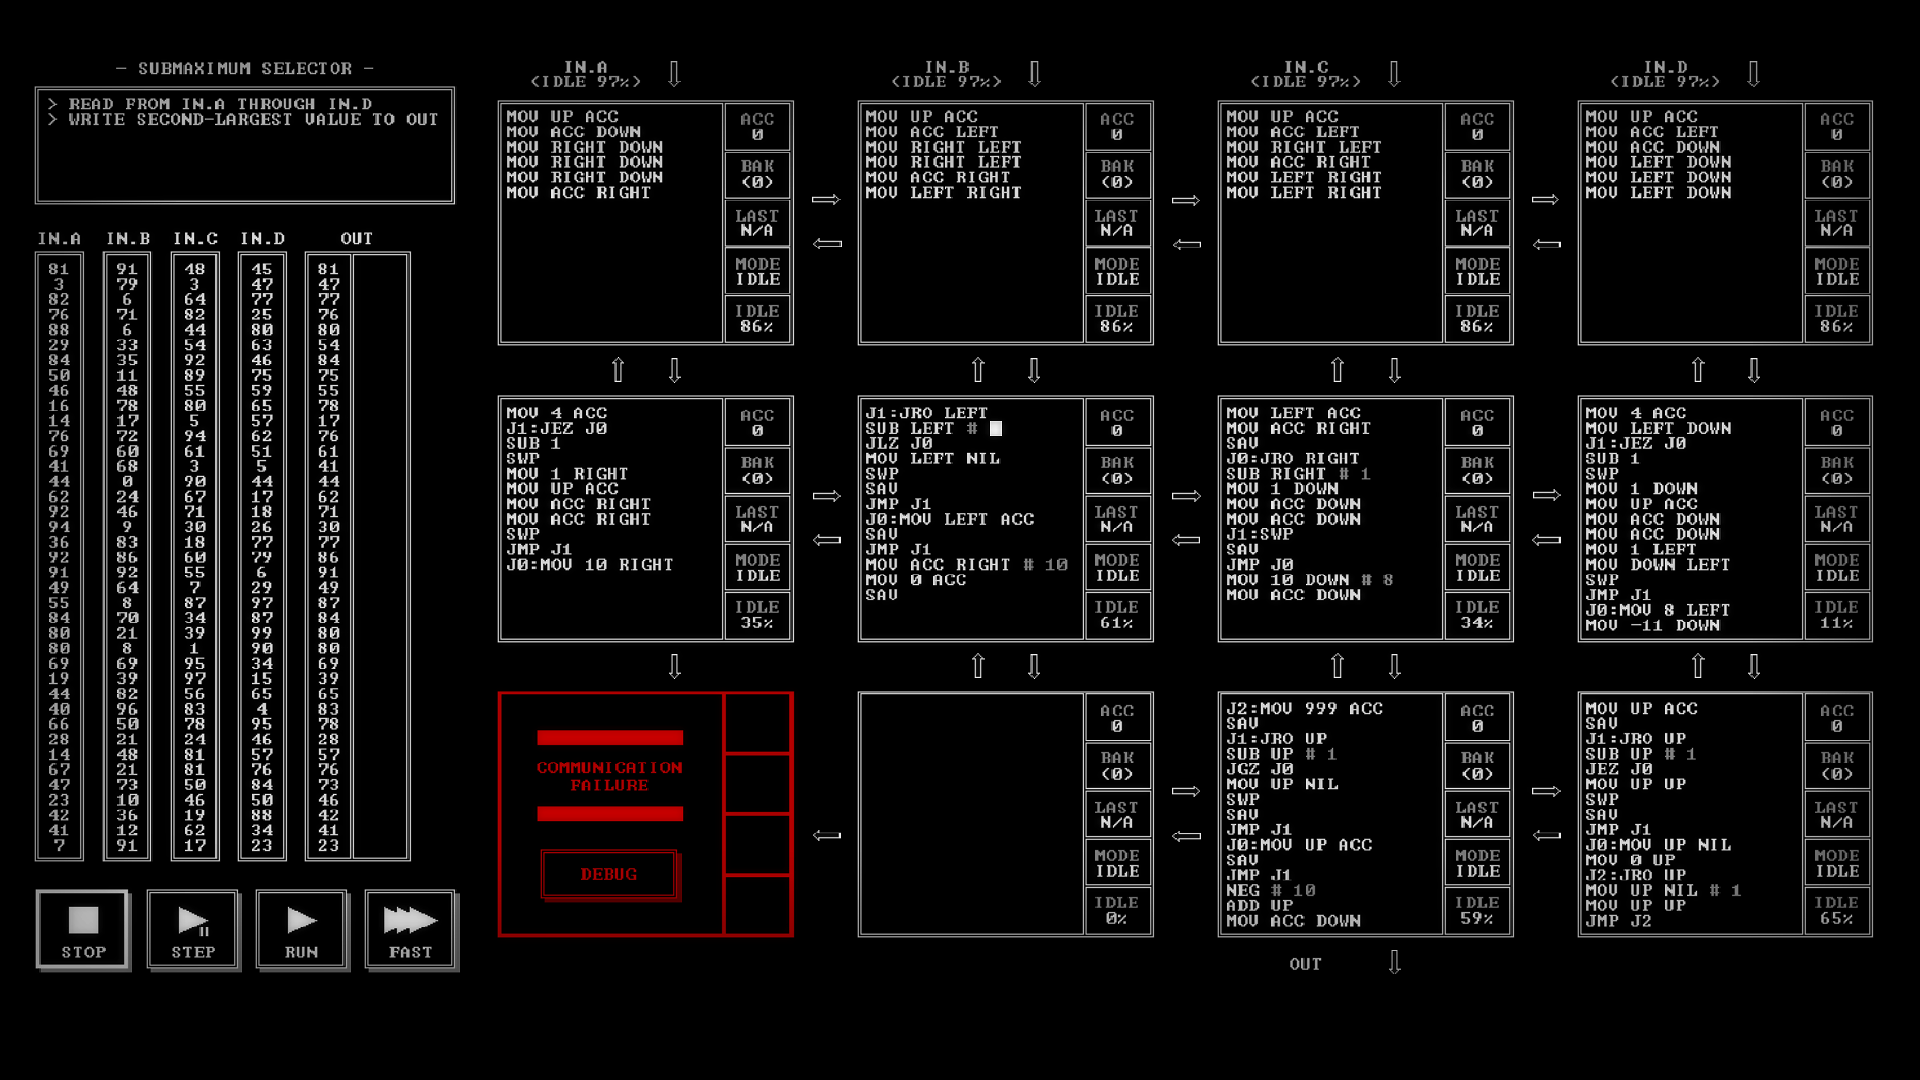 - SUBMAXIMUM SELECTOR -
> READ FROM IN.A THROUGH IN.D
> WRITE SECOND-LARGEST VALUE TO OUT
IN.A IN.B IN.C IN.D OUT
81 91 48 45 81
3 79 3 47 47
82 6 64 77 77
76 71 82 25 76
88 6 44 80 80
29 33 54 63 54
84 35 92 46 84
50 11 89 75 75
46 48 55 59 55
16 78 80 65 78
14 17 5 57 17
76 72 94 62 76
69 60 61 51 61
41 68 3 5 41
44 0 90 44 44
62 24 67 17 62
92 46 71 18 71
94 9 30 26 30
36 83 18 77 77
92 86 60 79 86
91 92 55 6 91
49 64 7 29 49
55 8 87 97 87
84 70 34 87 84
80 21 39 99 80
80 8 1 90 80
69 69 95 34 69
19 39 97 15 39
44 82 56 65 65
40 96 83 4 83
66 50 78 95 78
28 21 24 46 28
14 48 81 57 57
67 21 81 76 76
47 73 50 84 73
23 10 46 50 46
42 36 19 88 42
41 12 62 34 41
7 91 17 23 23
STOP
STEP
RUN
FAST
IN.A
(IDLE 97%)
IN.B
(IDLE 97%)
IN.C
(IDLE 97%)
IN.D
(IDLE 97%)
MOV UP ACC
MOV ACC DOWN
MOV RIGHT DOWN
MOV RIGHT DOWN
MOV RIGHT DOWN
MOV ACC RIGHT
ACC
0
BAK
(0)
LAST
N/A
MODE
IDLE
IDLE
86%
MOV UP ACC
MOV ACC LEFT
MOV RIGHT LEFT
MOV RIGHT LEFT
MOV ACC RIGHT
MOV LEFT RIGHT
ACC
0
BAK
(0)
LAST
N/A
MODE
IDLE
IDLE
86%
MOV UP ACC
MOV ACC LEFT
MOV RIGHT LEFT
MOV ACC RIGHT
MOV LEFT RIGHT
MOV LEFT RIGHT
ACC
0
BAK
(0)
LAST
N/A
MODE
IDLE
IDLE
86%
MOV UP ACC
MOV ACC LEFT
MOV ACC DOWN
MOV LEFT DOWN
MOV LEFT DOWN
MOV LEFT DOWN
ACC
0
BAK
(0)
LAST
N/A
MODE
IDLE
IDLE
86%
MOV 4 ACC
J1:JEZ J0
SUB 1
SWP
MOV 1 RIGHT
MOV UP ACC
MOV ACC RIGHT
MOV ACC RIGHT
SWP
JMP J1
J0:MOV 10 RIGHT
ACC
0
BAK
(0)
LAST
N/A
MODE
IDLE
IDLE
35%
J1:JRO LEFT
SUB LEFT #
JLZ J0
MOV LEFT NIL
SWP
SAV
JMP J1
J0:MOV LEFT ACC
SAV
JMP J1
MOV ACC RIGHT # 10
MOV 0 ACC
SAV
ACC
0
BAK
(0)
LAST
N/A
MODE
IDLE
IDLE
61%
MOV LEFT ACC
MOV ACC RIGHT
SAV
J0:JRO RIGHT
SUB RIGHT # 1
MOV 1 DOWN
MOV ACC DOWN
MOV ACC DOWN
J1:SWP
SAV
JMP J0
MOV 10 DOWN # 8
MOV ACC DOWN
ACC
0
BAK
(0)
LAST
N/A
MODE
IDLE
IDLE
34%
MOV 4 ACC
MOV LEFT DOWN
J1:JEZ J0
SUB 1
SWP
MOV 1 DOWN
MOV UP ACC
MOV ACC DOWN
MOV ACC DOWN
MOV 1 LEFT
MOV DOWN LEFT
SWP
JMP J1
J0:MOV 8 LEFT
MOV -11 DOWN
ACC
0
BAK
(0)
LAST
N/A
MODE
IDLE
IDLE
11%
COMMUNICATION
FAILURE
DEBUG
ACC
0
BAK
(0)
LAST
N/A
MODE
IDLE
IDLE
0%
J2:MOV 999 ACC
SAV
J1:JRO UP
SUB UP # 1
JGZ J0
MOV UP NIL
SWP
SAV
JMP J1
J0:MOV UP ACC
SAV
JMP J1
NEG # 10
ADD UP
MOV ACC DOWN
ACC
0
BAK
(0)
LAST
N/A
MODE
IDLE
IDLE
59%
MOV UP ACC
SAV
J1:JRO UP
SUB UP # 1
JEZ J0
MOV UP UP
SWP
SAV
JMP J1
J0:MOV UP NIL
MOV 0 UP
J2:JRO UP
MOV UP NIL # 1
MOV UP UP
JMP J2
ACC
0
BAK
(0)
LAST
N/A
MODE
IDLE
IDLE
65%
OUT